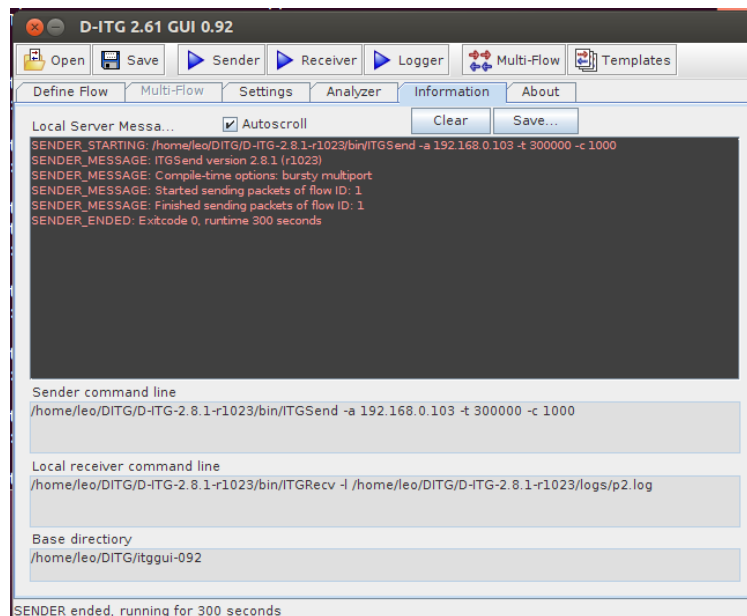 D-ITG 2.61 GUI 0.92
Open Save Sender Receiver Logger Multi-Flow Templates
Define Flow Multi-Flow Settings Analyzer Information About
Local Server Messa... Autoscroll Clear Save...
SENDER_STARTING: /home/leo/DITG/D-ITG-2.8.1-r1023/bin/ITGSend -a 192.168.0.103 -t 300000 -c 1000
SENDER_MESSAGE: ITGSend version 2.8.1 (r1023)
SENDER_MESSAGE: Compile-time options: bursty multiport
SENDER_MESSAGE: Started sending packets of flow ID: 1
SENDER_MESSAGE: Finished sending packets of flow ID: 1
SENDER_ENDED: Exitcode 0, runtime 300 seconds
Sender command line
/home/leo/DITG/D-ITG-2.8.1-r1023/bin/ITGSend -a 192.168.0.103 -t 300000 -c 1000
Local receiver command line
/home/leo/DITG/D-ITG-2.8.1-r1023/bin/ITGRecv -l /home/leo/DITG/D-ITG-2.8.1-r1023/logs/p2.log
Base directory
/home/leo/DITG/itggui-092
SENDER ended, running for 300 seconds